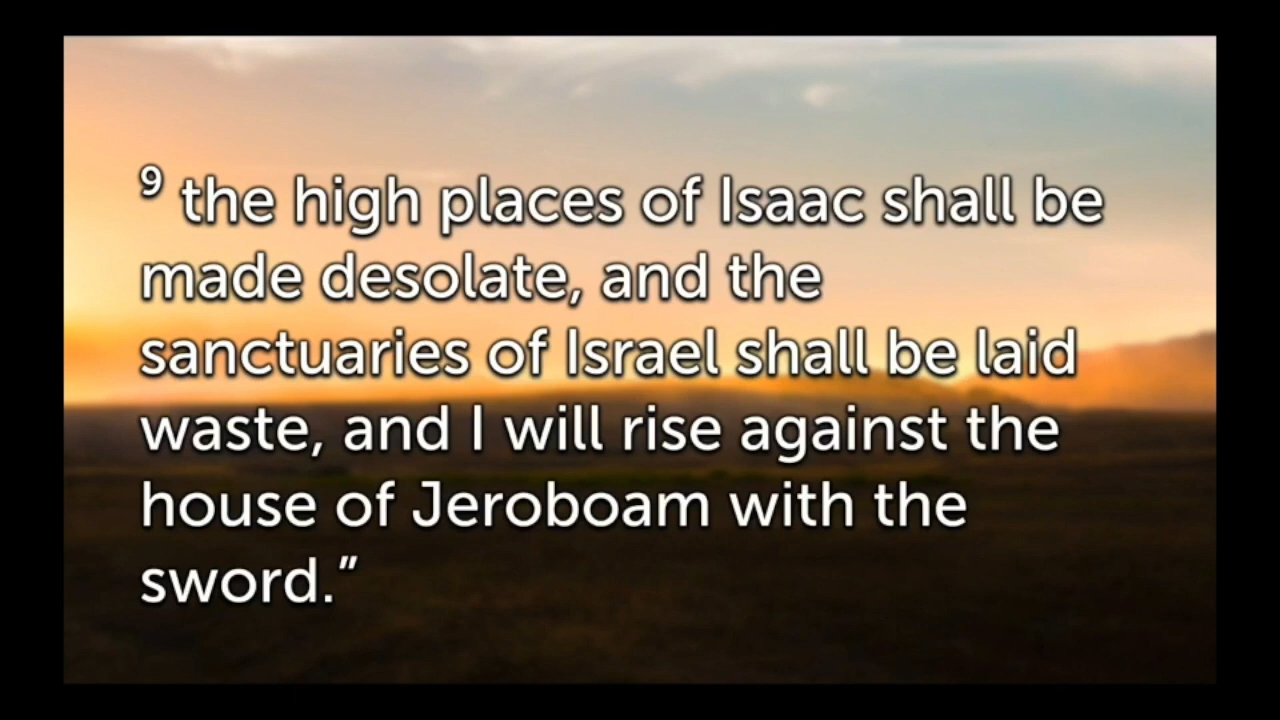 9 the high places of Isaac shall be
made desolate, and the
sanctuaries of Israel shall be laid
waste, and I will rise against the
house of Jeroboam with the
sword.”